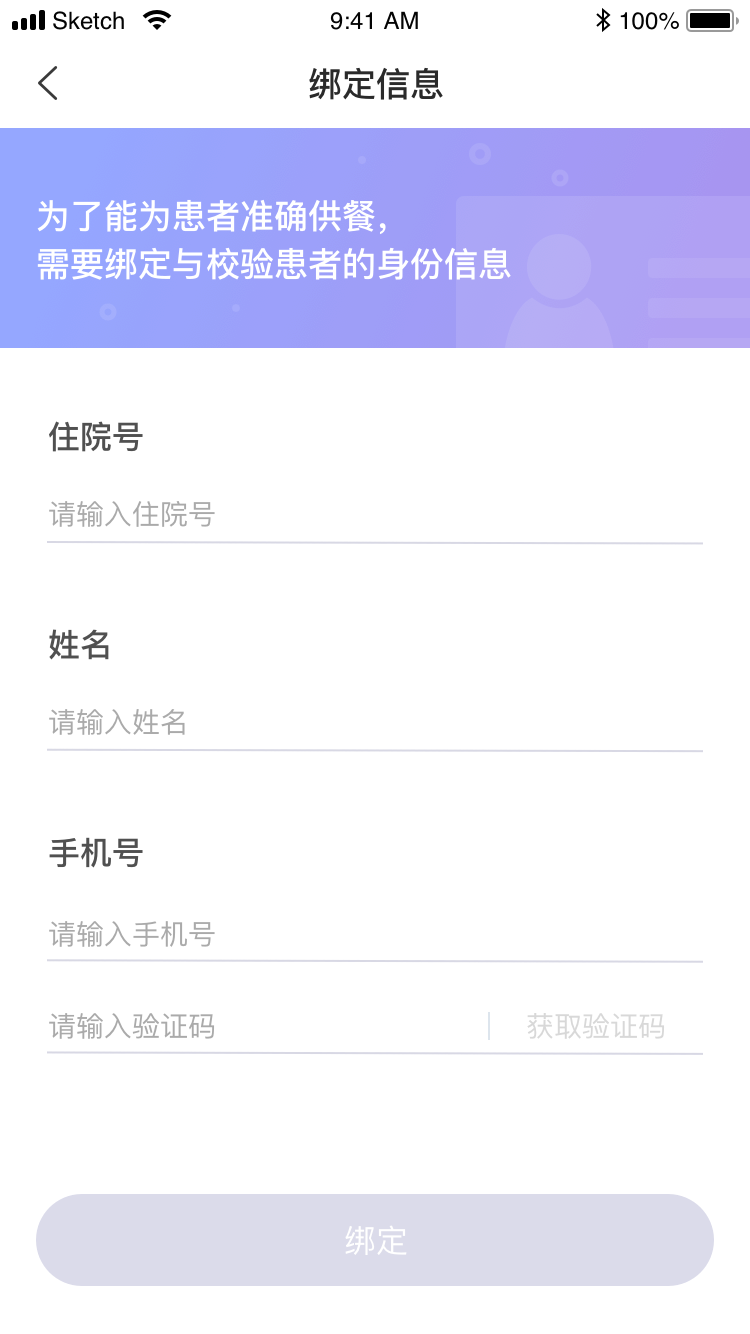 Sketch 9:41 AM 100%
绑定信息
为了能为患者准确供餐，
需要绑定与校验患者的身份信息
住院号
请输入住院号
姓名
请输入姓名
手机号
请输入手机号
请输入验证码 获取验证码
绑定